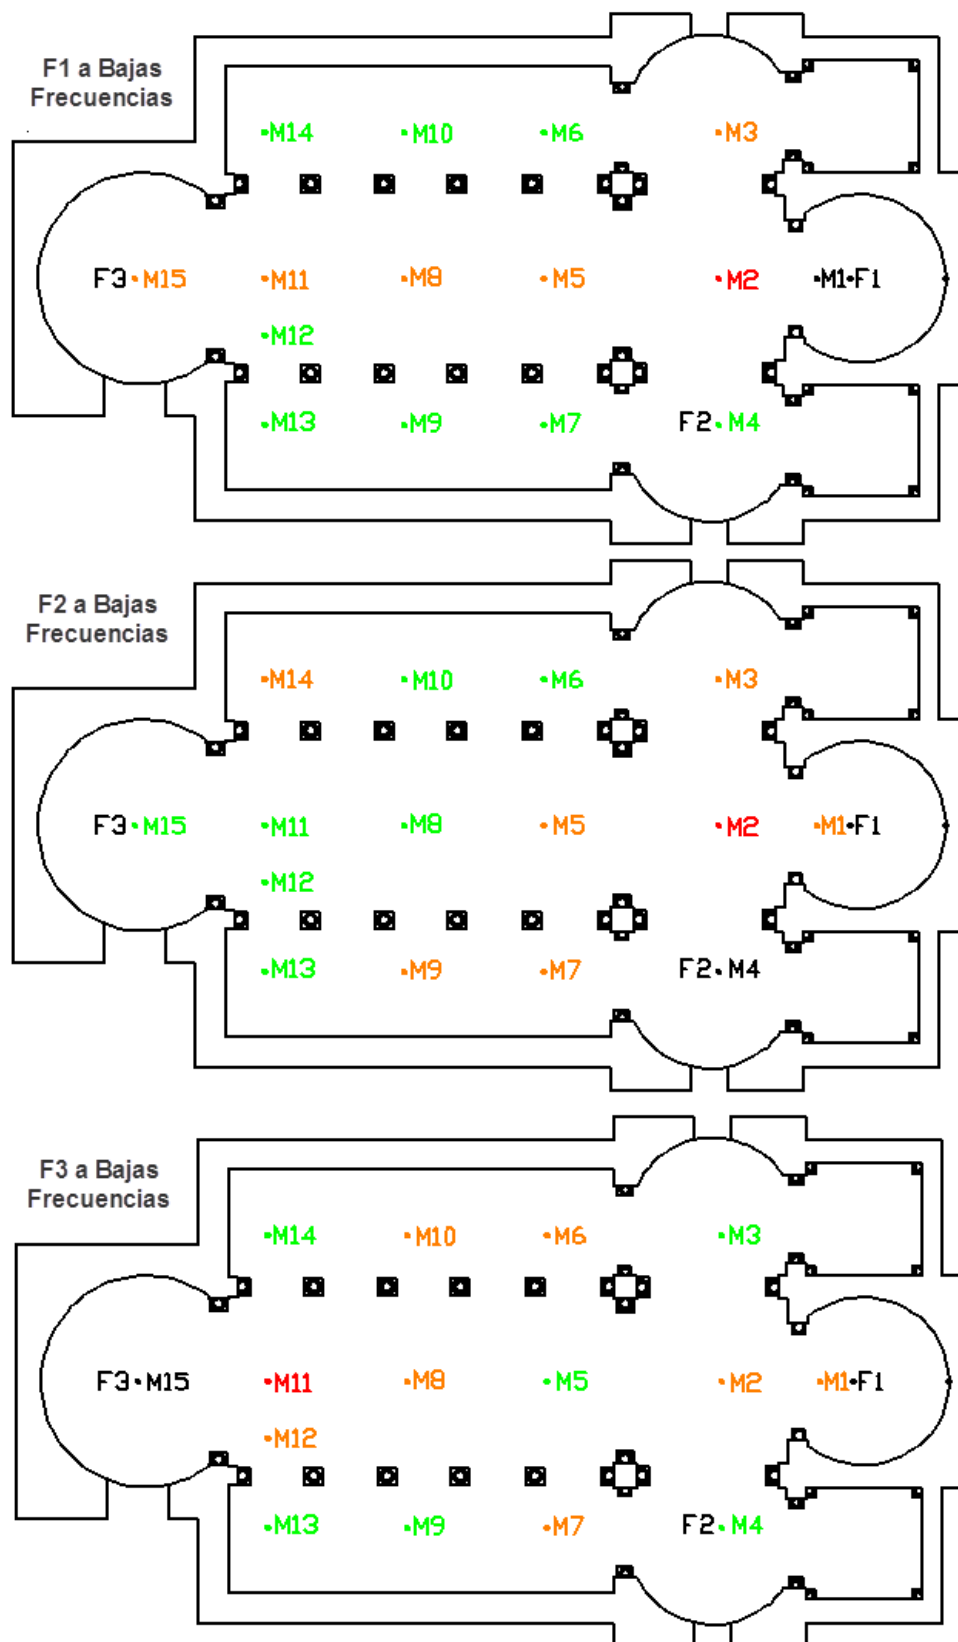 F1 a Bajas
Frecuencias
M14 M10 M6 M3
F3 M15 M11 M8 M5 M2 M1 F1
M12
M13 M9 M7 F2 M4
F2 a Bajas
Frecuencias
M14 M10 M6 M3
F3 M15 M11 M8 M5 M2 M1 F1
M12
M13 M9 M7 F2 M4
F3 a Bajas
Frecuencias
M14 M10 M6 M3
F3 M15 M11 M8 M5 M2 M1 F1
M12
M13 M9 M7 F2 M4